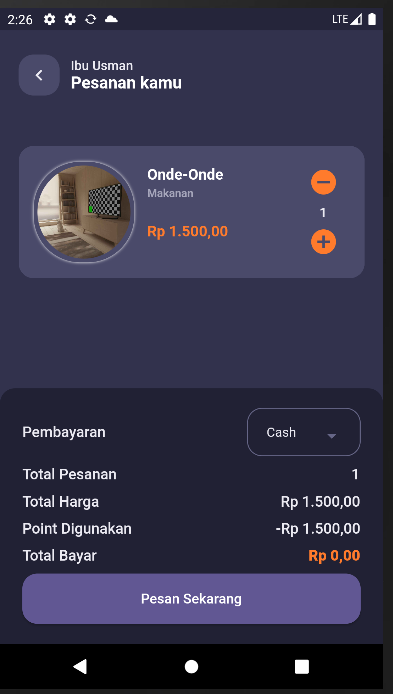 2:26
LTE
Ibu Usman
Pesanan kamu
Onde-Onde
Makanan
Rp 1.500,00
1
Pembayaran
Cash
Total Pesanan 1
Total Harga Rp 1.500,00
Point Digunakan -Rp 1.500,00
Total Bayar Rp 0,00
Pesan Sekarang